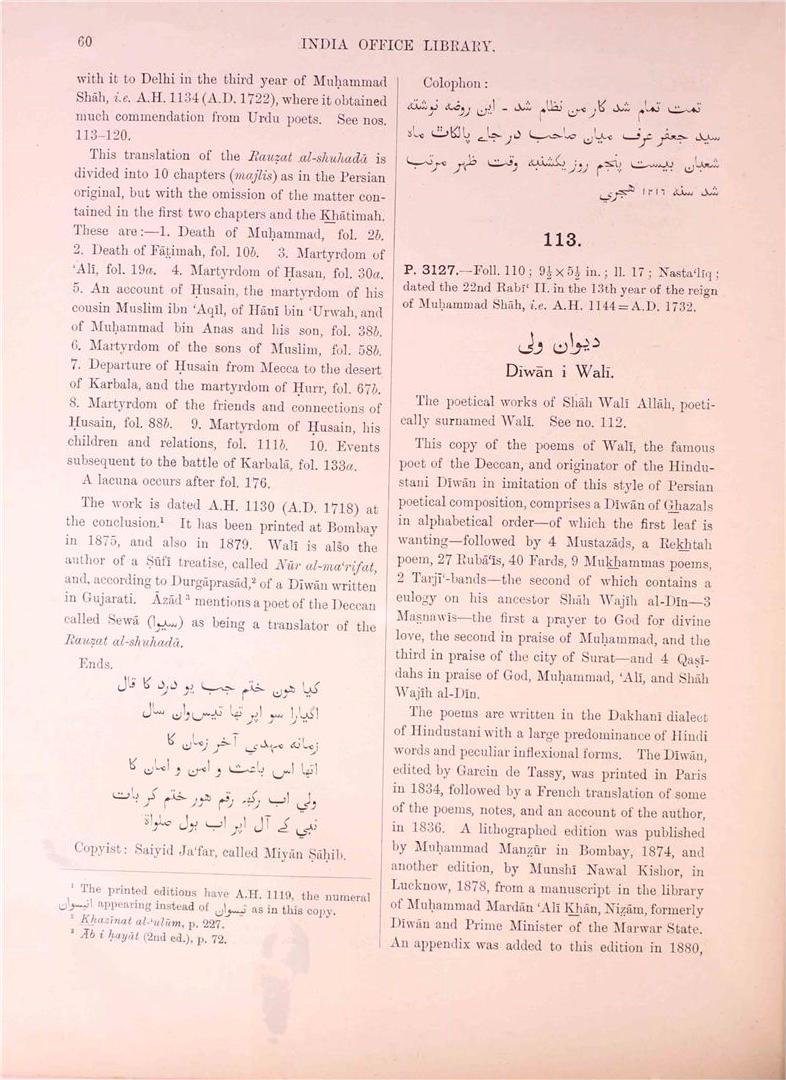 60
INDIA OFFICE LIBRARY.
with it to Delhi in the third year of Muḥammad
Shāh, i.e. A.H. 1134 (A.D. 1722), where it obtained
much commendation from Urdu poets. See nos.
113–120.
This translation of the Rauẓat al-shuhadā is
divided into 10 chapters (majlis) as in the Persian
original, but with the omission of the matter con-
tained in the first two chapters and the Khātimah.
These are:—1. Death of Muḥammad, fol. 2b.
2. Death of Fāṭimah, fol. 10b. 3. Martyrdom of
‘Alī, fol. 19a. 4. Martyrdom of Ḥasan, fol. 30a.
5. An account of Ḥusain, the martyrdom of his
cousin Muslim ibn ‘Aqīl, of Hānī bin ‘Urwah, and
of Muḥammad bin Anas and his son, fol. 38b.
6. Martyrdom of the sons of Muslim, fol. 58b.
7. Departure of Ḥusain from Mecca to the desert
of Karbala, and the martyrdom of Ḥurr, fol. 67b.
8. Martyrdom of the friends and connections of
Ḥusain, fol. 88b. 9. Martyrdom of Ḥusain, his
children and relations, fol. 111b. 10. Events
subsequent to the battle of Karbalā, fol. 133a.
A lacuna occurs after fol. 176.
The work is dated A.H. 1130 (A.D. 1718) at
the conclusion.¹ It has been printed at Bombay
in 1875, and also in 1879. Walī is also the
author of a Ṣūfī treatise, called Nūr al-ma‘rifat,
and, according to Durgāprasād,² of a Dīwān written
in Gujarati. Āzād ³ mentions a poet of the Deccan
called Sewā (سیوا) as being a translator of the
Rauẓat al-shuhadā.
Ends.
کیا هون ختم جب یو درد کا قال
اگیارا سو اپر تها تیس وان سال
زمانه مهدي آخر زمان کا
اتها اس باعث و امن و امان کا
ولي اب رکهه رقم هور ختم کر بات
نبي کے آل اپر اب بول صلواة
Copyist: Saiyid Ja‘far, called Miyān Ṣāḥib.
¹ The printed editions have A.H. 1119, the numeral
انیسوان appearing instead of تیسوان as in this copy.
² Khazīnat al-‘ulūm, p. 227.
³ Āb i ḥayāt (2nd ed.), p. 72.
Colophon:
تمت تمام شد کار من نظام شد ـ این روضه نوشته
سید جعفر عرف میان صاحب در جاے پالکات ماه
شعبان بیست پنجم روز یکشنبه وقت ظهر مرتب
شد سنه ۱۲۱۶ هجري
113.
P. 3127.—Foll. 110; 9½ × 5½ in.; ll. 17; Nasta‘līq;
dated the 22nd Rabī‘ II. in the 13th year of the reign
of Muḥammad Shāh, i.e. A.H. 1144 = A.D. 1732.
دیوان ولی
Dīwān i Walī.
The poetical works of Shāh Walī Allāh, poeti-
cally surnamed Walī. See no. 112.
This copy of the poems of Walī, the famous
poet of the Deccan, and originator of the Hindu-
stani Dīwān in imitation of this style of Persian
poetical composition, comprises a Dīwān of Ghazals
in alphabetical order—of which the first leaf is
wanting—followed by 4 Mustazāds, a Rekhtah
poem, 27 Rubā‘īs, 40 Fards, 9 Mukhammas poems,
2 Tarjī‘-bands—the second of which contains a
eulogy on his ancestor Shāh Wajīh al-Dīn—3
Maṣnawīs—the first a prayer to God for divine
love, the second in praise of Muḥammad, and the
third in praise of the city of Surat—and 4 Qaṣī-
dahs in praise of God, Muḥammad, ‘Alī, and Shāh
Wajīh al-Dīn.
The poems are written in the Dakhanī dialect
of Hindustani with a large predominance of Hindi
words and peculiar inflexional forms. The Dīwān,
edited by Garcin de Tassy, was printed in Paris
in 1834, followed by a French translation of some
of the poems, notes, and an account of the author,
in 1836. A lithographed edition was published
by Muḥammad Manẓūr in Bombay, 1874, and
another edition, by Munshī Nawal Kishor, in
Lucknow, 1878, from a manuscript in the library
of Muḥammad Mardān ‘Alī Khān, Niẓām, formerly
Dīwān and Prime Minister of the Marwar State.
An appendix was added to this edition in 1880,